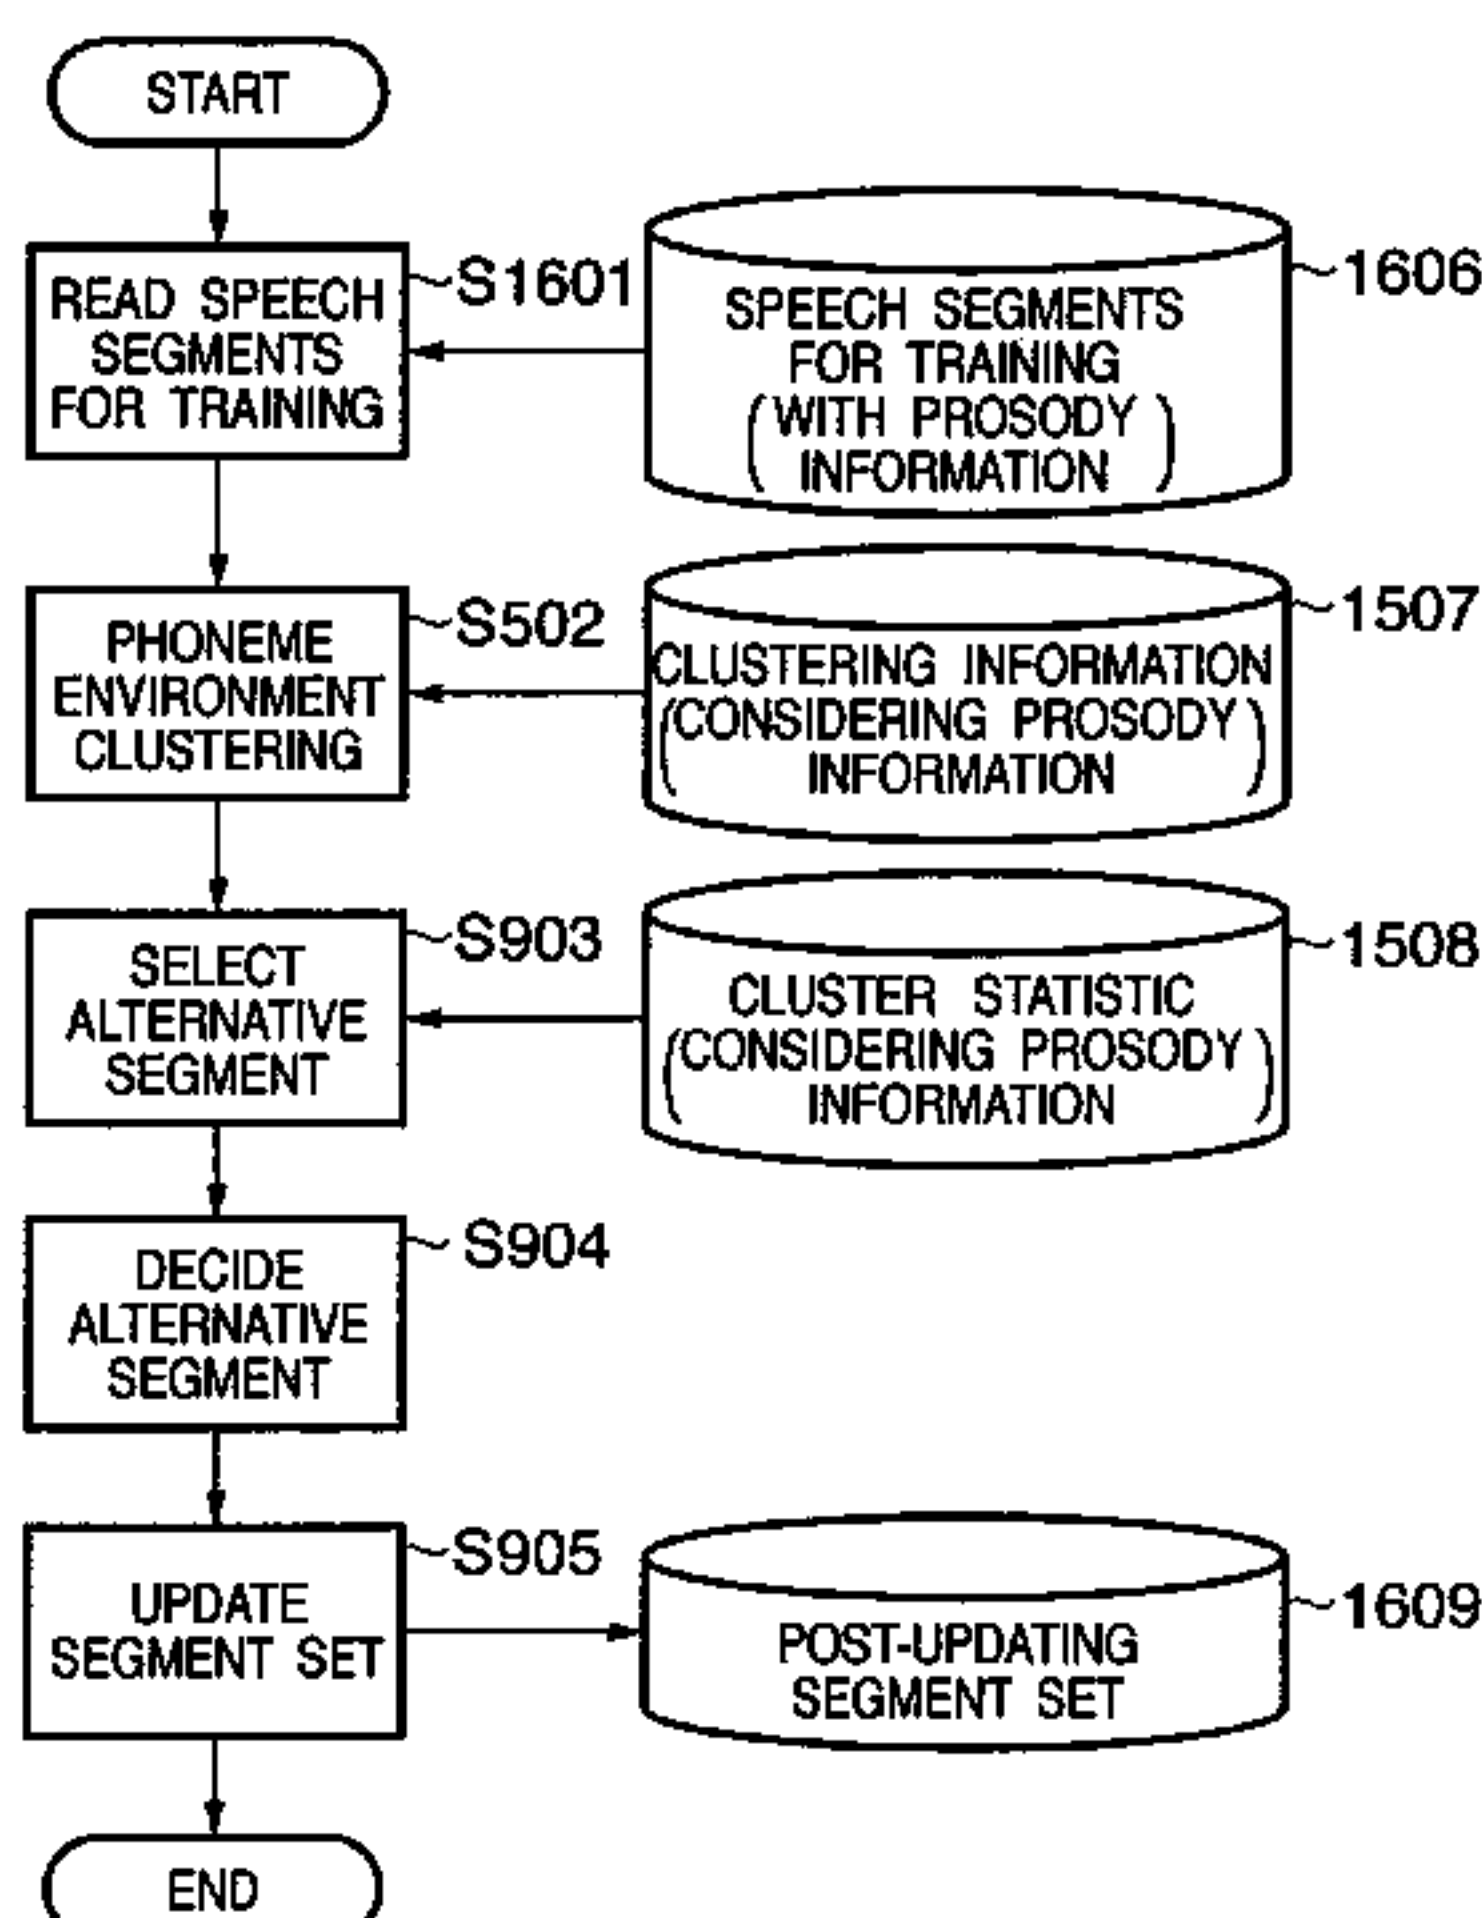 START
READ SPEECH
SEGMENTS
FOR TRAINING
S1601
SPEECH SEGMENTS
FOR TRAINING
(WITH PROSODY
INFORMATION)
1606
PHONEME
ENVIRONMENT
CLUSTERING
S502
CLUSTERING INFORMATION
(CONSIDERING PROSODY
INFORMATION)
1507
SELECT
ALTERNATIVE
SEGMENT
S903
CLUSTER STATISTIC
(CONSIDERING PROSODY
INFORMATION)
1508
DECIDE
ALTERNATIVE
SEGMENT
S904
UPDATE
SEGMENT SET
S905
POST-UPDATING
SEGMENT SET
1609
END